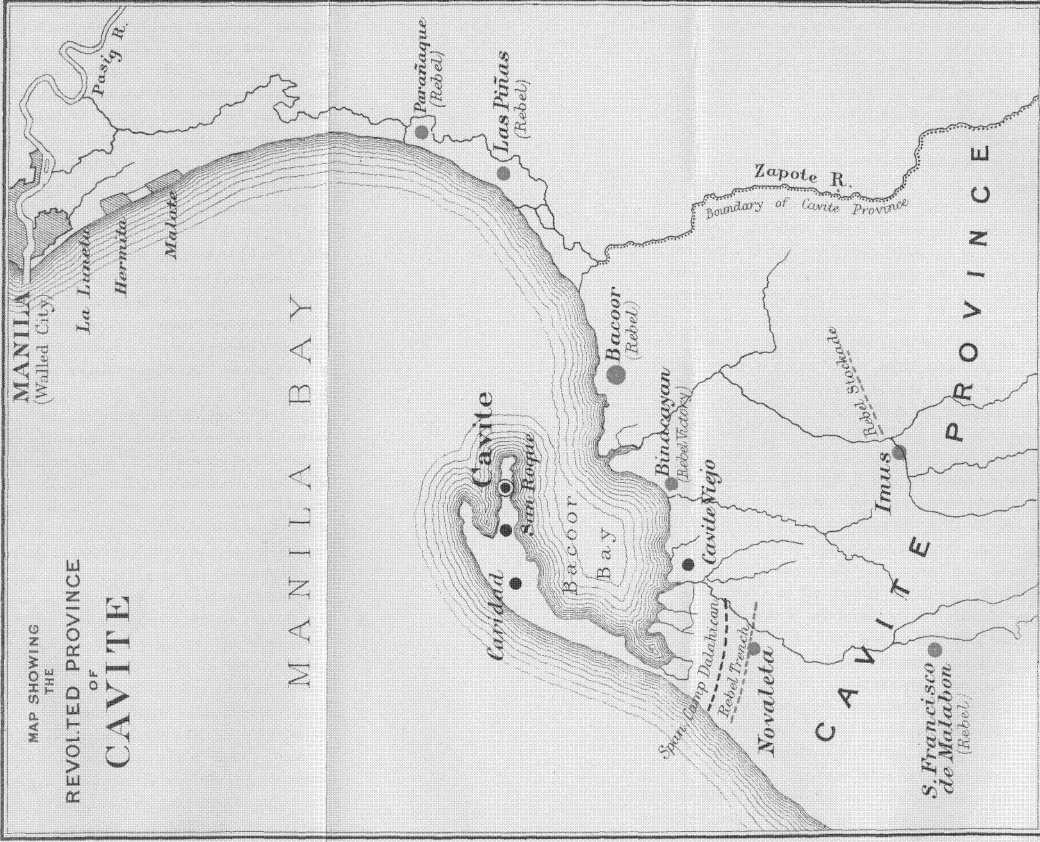 MAP SHOWING
THE
REVOLTED PROVINCE
OF
CAVITE
MANILA
(Walled City)
Pasig R.
La Luneta
Hermita
Malate
Parañaque
(Rebel)
Las Piñas
(Rebel)
MANILA BAY
Zapote R.
Boundary of Cavite Province
Bacoor
(Rebel)
Cavite
San Roque
Caridad
Bacoor
Bay
Binacayan
Rebel Victory)
Cavite Viejo
Rebel Stockade
Imus
Span. Camp Dalahican
Rebel Trench
Novaleta
CAVITE PROVINCE
S. Francisco
de Malabon
(Rebel)